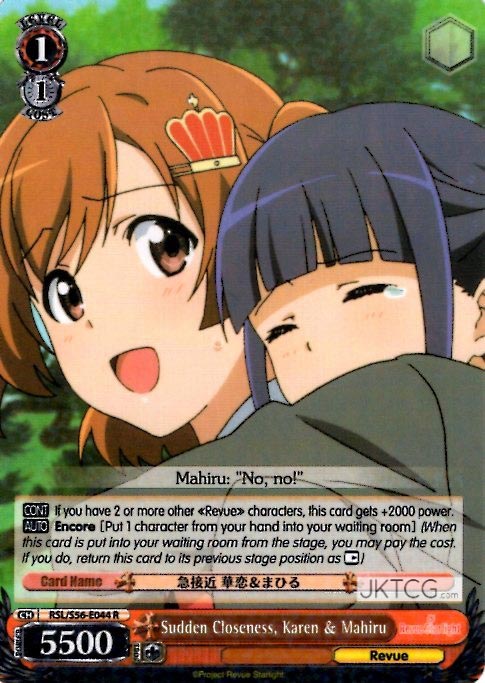 LEVEL
1
1
COST
Mahiru: "No, no!"
CONT If you have 2 or more other «Revue» characters, this card gets +2000 power.
AUTO Encore [Put 1 character from your hand into your waiting room] (When
this card is put into your waiting room from the stage, you may pay the cost.
If you do, return this card to its previous stage position as
)
Card Name 急接近 華恋&まひる
JKTCG.com
CH RSL/S56-E044 R
POWER 5500 Sudden Closeness, Karen & Mahiru
Revue
©Project Revue Starlight